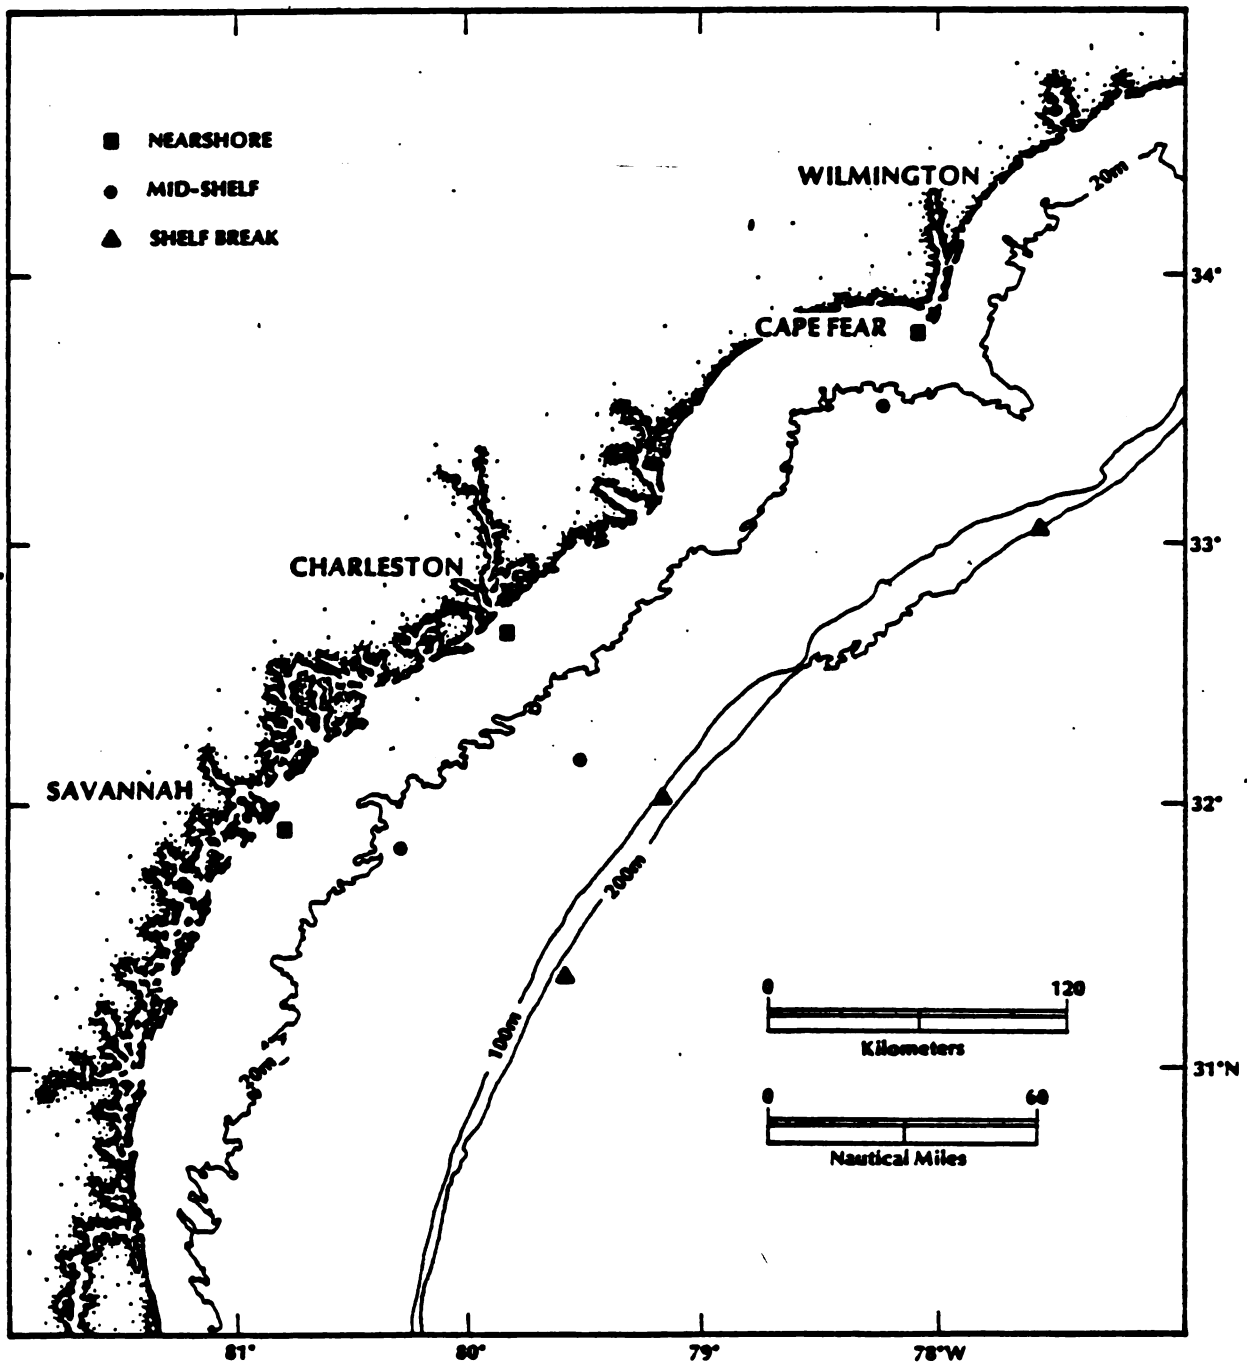 NEARSHORE
MID-SHELF
SHELF BREAK
WILMINGTON
20m
34°
CAPE FEAR
33°
CHARLESTON
SAVANNAH
32°
200m
0 120
Kilometers
100m
20m
31°N
0 60
Nautical Miles
81° 80° 79° 78°W